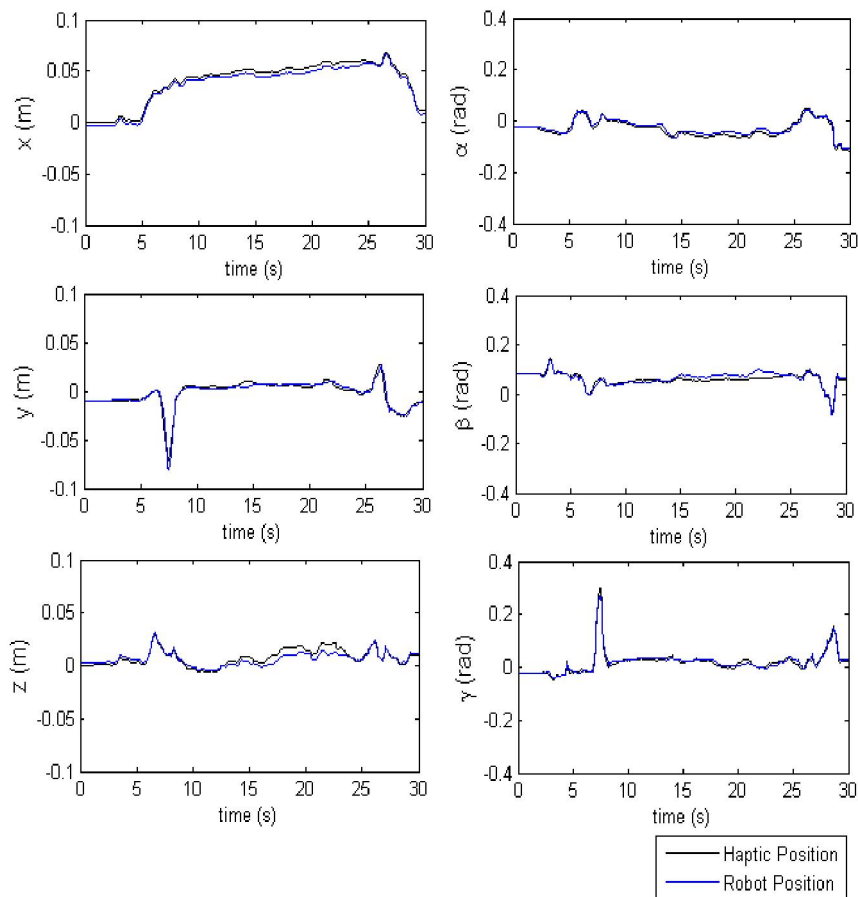 0.1
0.05
0
-0.05
-0.1
x (m)
0 5 10 15 20 25 30
time (s)
0.4
0.2
0
-0.2
-0.4
α (rad)
0 5 10 15 20 25 30
time (s)
0.1
0.05
0
-0.05
-0.1
y (m)
0 5 10 15 20 25 30
time (s)
0.4
0.2
0
-0.2
-0.4
β (rad)
0 5 10 15 20 25 30
time (s)
0.1
0.05
0
-0.05
-0.1
z (m)
0 5 10 15 20 25 30
time (s)
0.4
0.2
0
-0.2
-0.4
γ (rad)
0 5 10 15 20 25 30
time (s)
Haptic Position
Robot Position